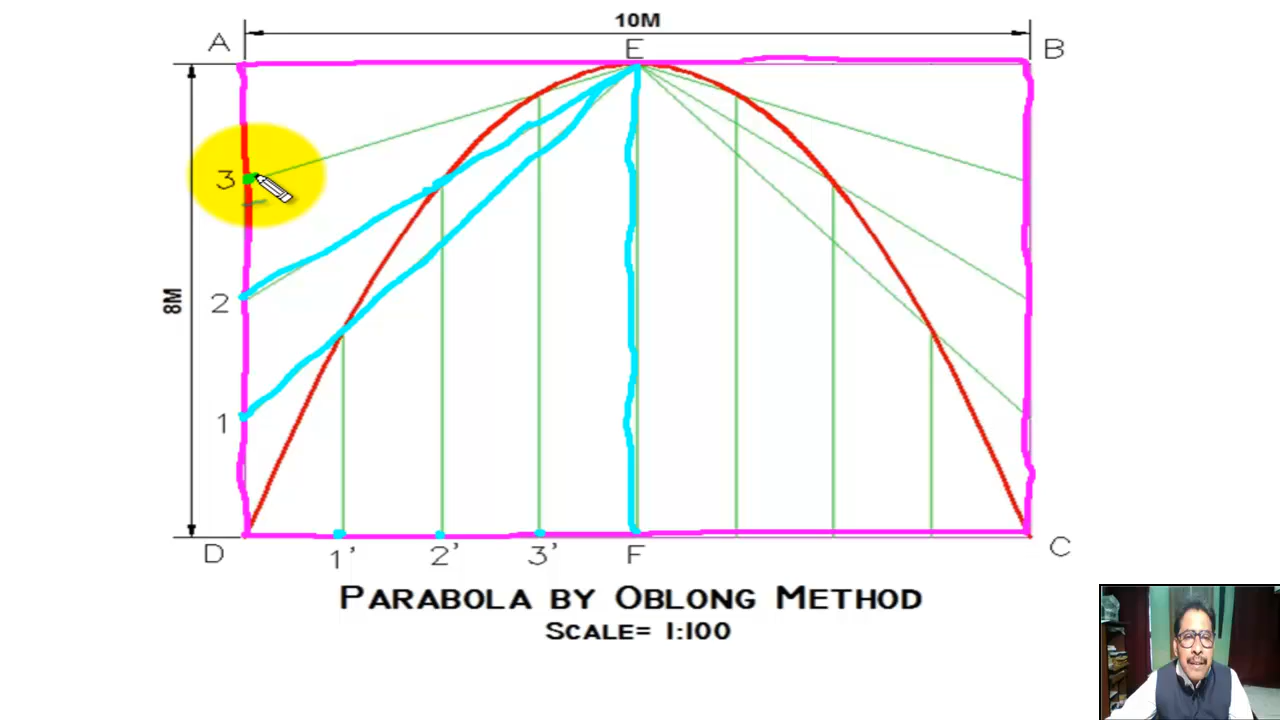 10M
A
E
B
3
8M
2
1
D
1'
2'
3'
F
C
PARABOLA BY OBLONG METHOD
SCALE= 1:100